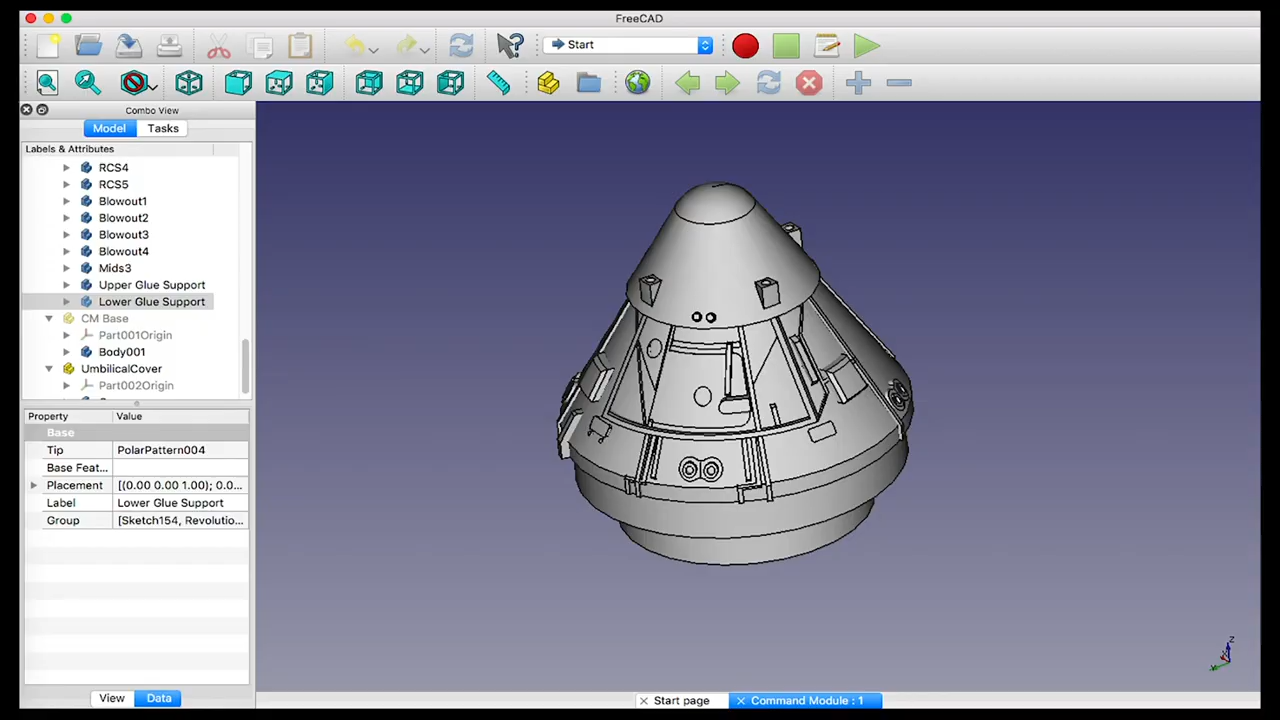 FreeCAD
Start
Combo View
Model Tasks
Labels & Attributes
RCS4
RCS5
Blowout1
Blowout2
Blowout3
Blowout4
Mids3
Upper Glue Support
Lower Glue Support
CM Base
Part001Origin
Body001
UmbilicalCover
Part002Origin
Property Value
Base
Tip PolarPattern004
Base Feat...
Placement [(0.00 0.00 1.00); 0.0...
Label Lower Glue Support
Group [Sketch154, Revolutio...
View Data
Start page Command Module : 1
Z
Y